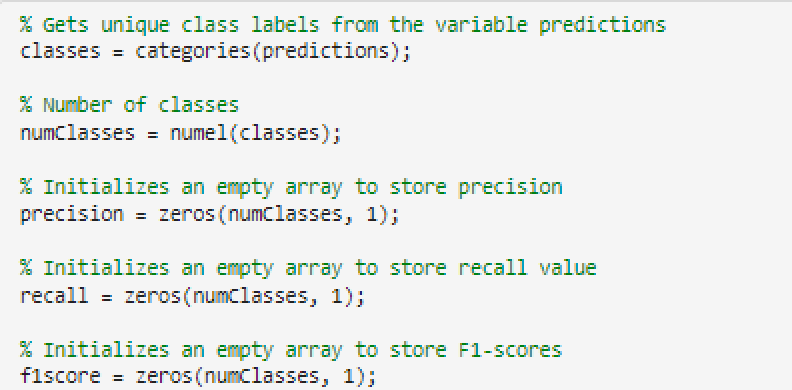 % Gets unique class labels from the variable predictions
classes = categories(predictions);
% Number of classes
numClasses = numel(classes);
% Initializes an empty array to store precision
precision = zeros(numClasses, 1);
% Initializes an empty array to store recall value
recall = zeros(numClasses, 1);
% Initializes an empty array to store F1-scores
f1score = zeros(numClasses, 1);